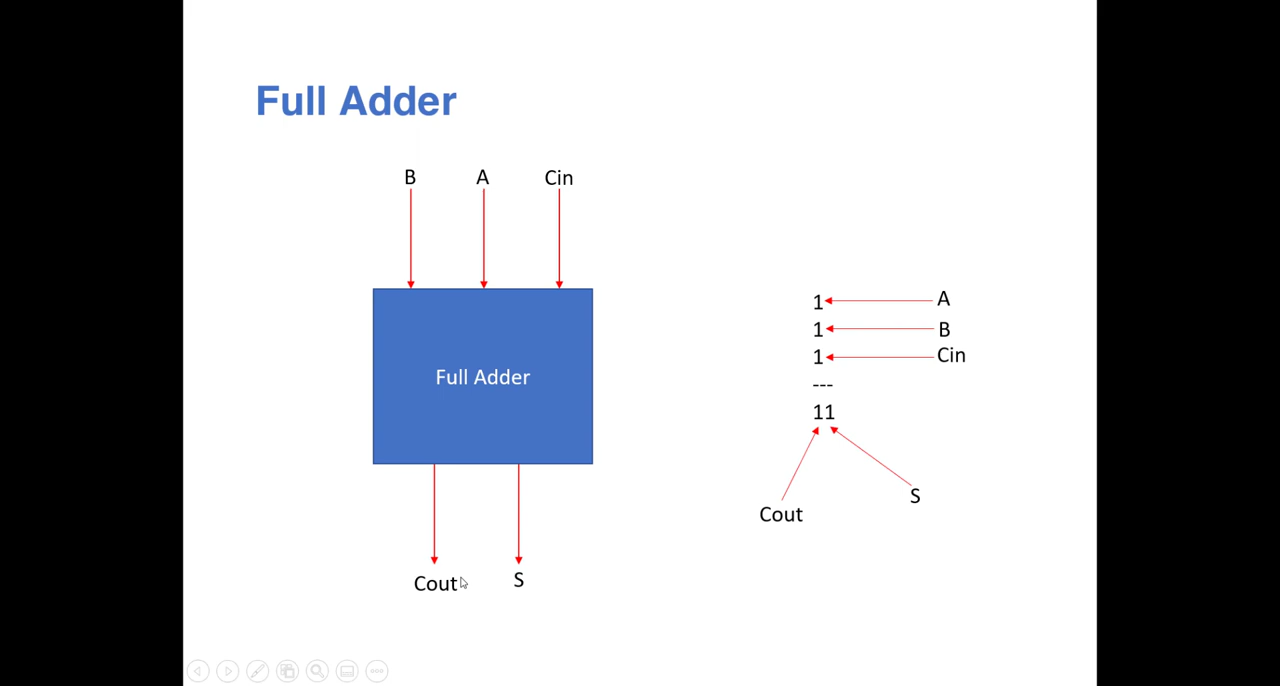 Full Adder
B A Cin
Full Adder
Cout S
1 A
1 B
1 Cin
---
11
Cout S